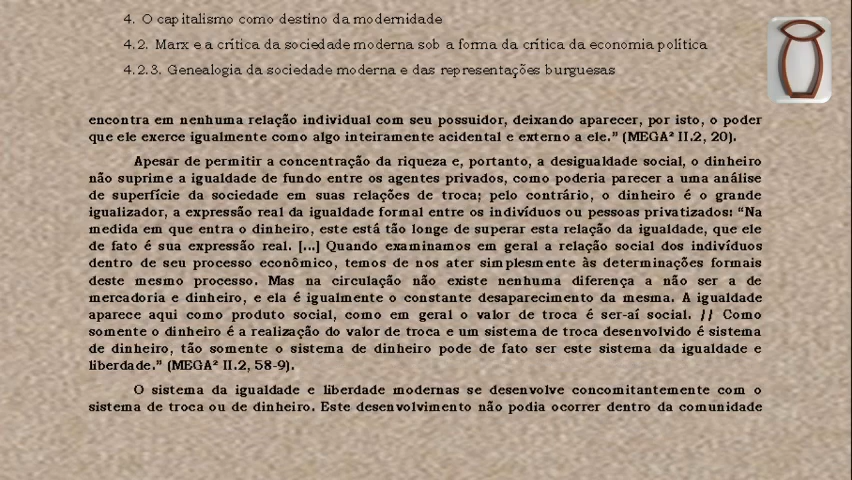 4. O capitalismo como destino da modernidade
4.2. Marx e a crítica da sociedade moderna sob a forma da crítica da economia política
4.2.3. Genealogia da sociedade moderna e das representações burguesas
encontra em nenhuma relação individual com seu possuidor, deixando aparecer, por isto, o poder
que ele exerce igualmente como algo inteiramente acidental e externo a ele.” (MEGA² II.2, 20).
Apesar de permitir a concentração da riqueza e, portanto, a desigualdade social, o dinheiro
não suprime a igualdade de fundo entre os agentes privados, como poderia parecer a uma análise
de superfície da sociedade em suas relações de troca; pelo contrário, o dinheiro é o grande
igualizador, a expressão real da igualdade formal entre os indivíduos ou pessoas privatizadas: “Na
medida em que entra o dinheiro, este está tão longe de superar esta relação da igualdade, que ele
de fato é sua expressão real. [...] Quando examinamos em geral a relação social dos indivíduos
dentro de seu processo econômico, temos de nos ater simplesmente às determinações formais
deste mesmo processo. Mas na circulação não existe nenhuma diferença a não ser a de
mercadoria e dinheiro, e ela é igualmente o constante desaparecimento da mesma. A igualdade
aparece aqui como produto social, como em geral o valor de troca é ser-aí social. // Como
somente o dinheiro é a realização do valor de troca e um sistema de troca desenvolvido é sistema
de dinheiro, tão somente o sistema de dinheiro pode de fato ser este sistema da igualdade e
liberdade.” (MEGA² II.2, 58-9).
O sistema da igualdade e liberdade modernas se desenvolve concomitantemente com o
sistema de troca ou de dinheiro. Este desenvolvimento não podia ocorrer dentro da comunidade